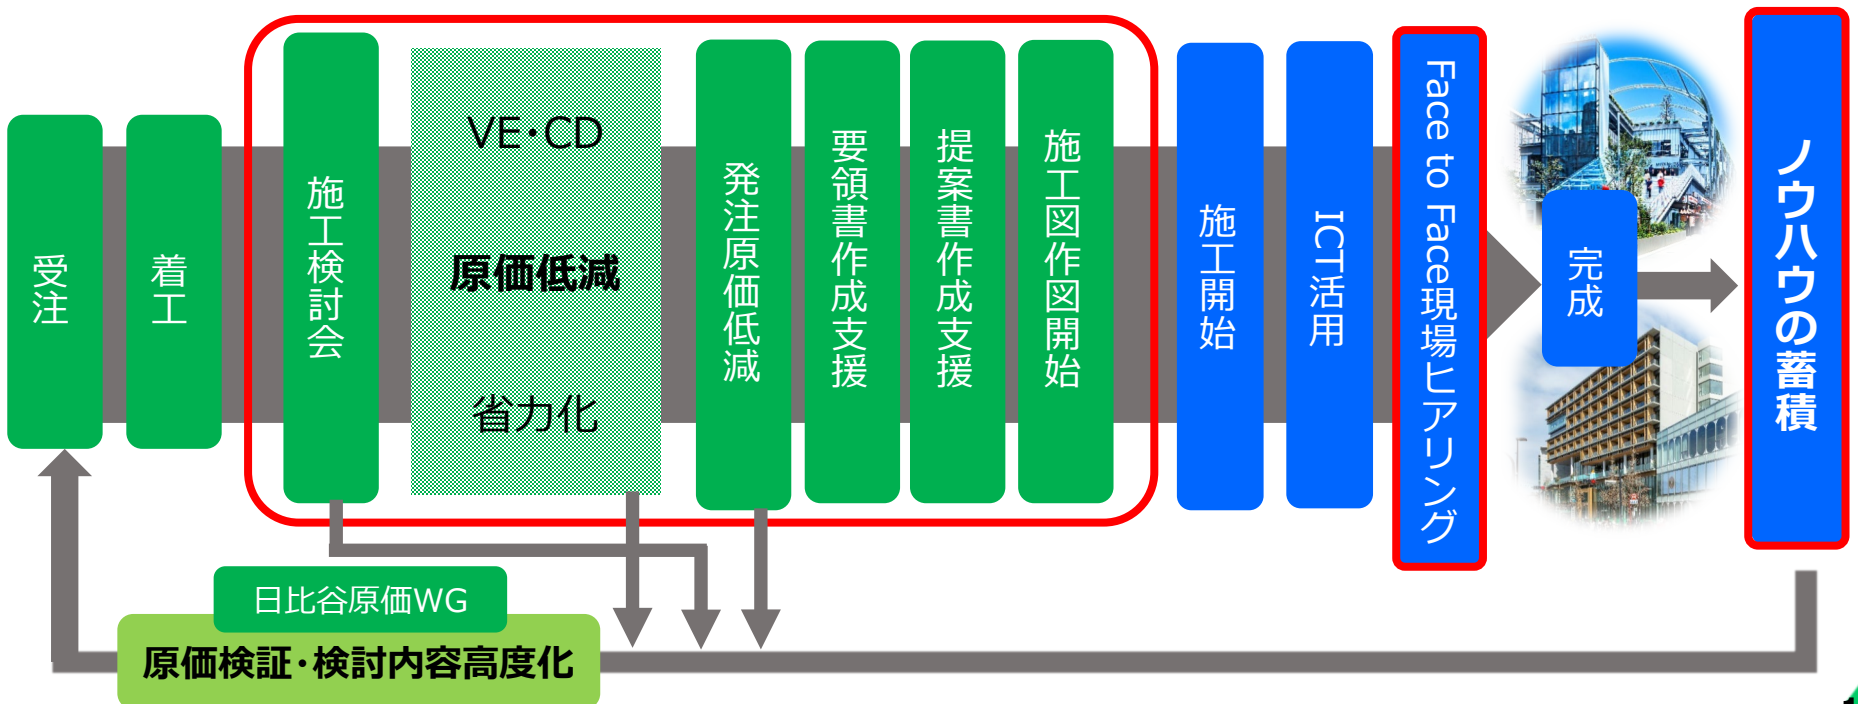 受注
着工
施工検討会
VE・CD
原価低減
省力化
発注原価低減
要領書作成支援
提案書作成支援
施工図作図開始
施工開始
ICT活用
Face to Face現場ヒアリング
完成
ノウハウの蓄積
日比谷原価WG
原価検証・検討内容高度化